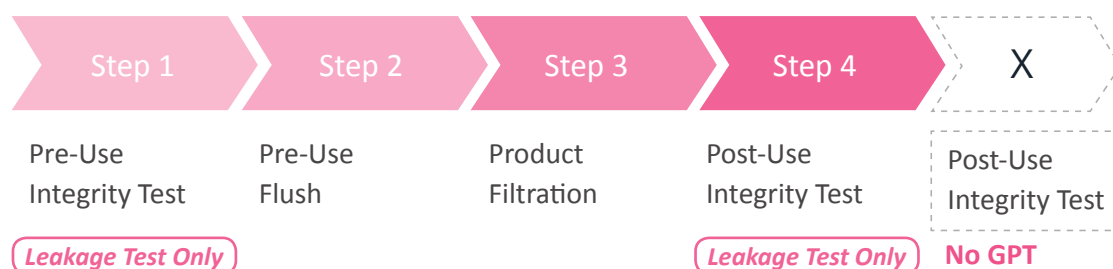 Step 1
Step 2
Step 3
Step 4
X
Pre-Use
Integrity Test
Pre-Use
Flush
Product
Filtration
Post-Use
Integrity Test
Post-Use
Integrity Test
Leakage Test Only
Leakage Test Only
No GPT